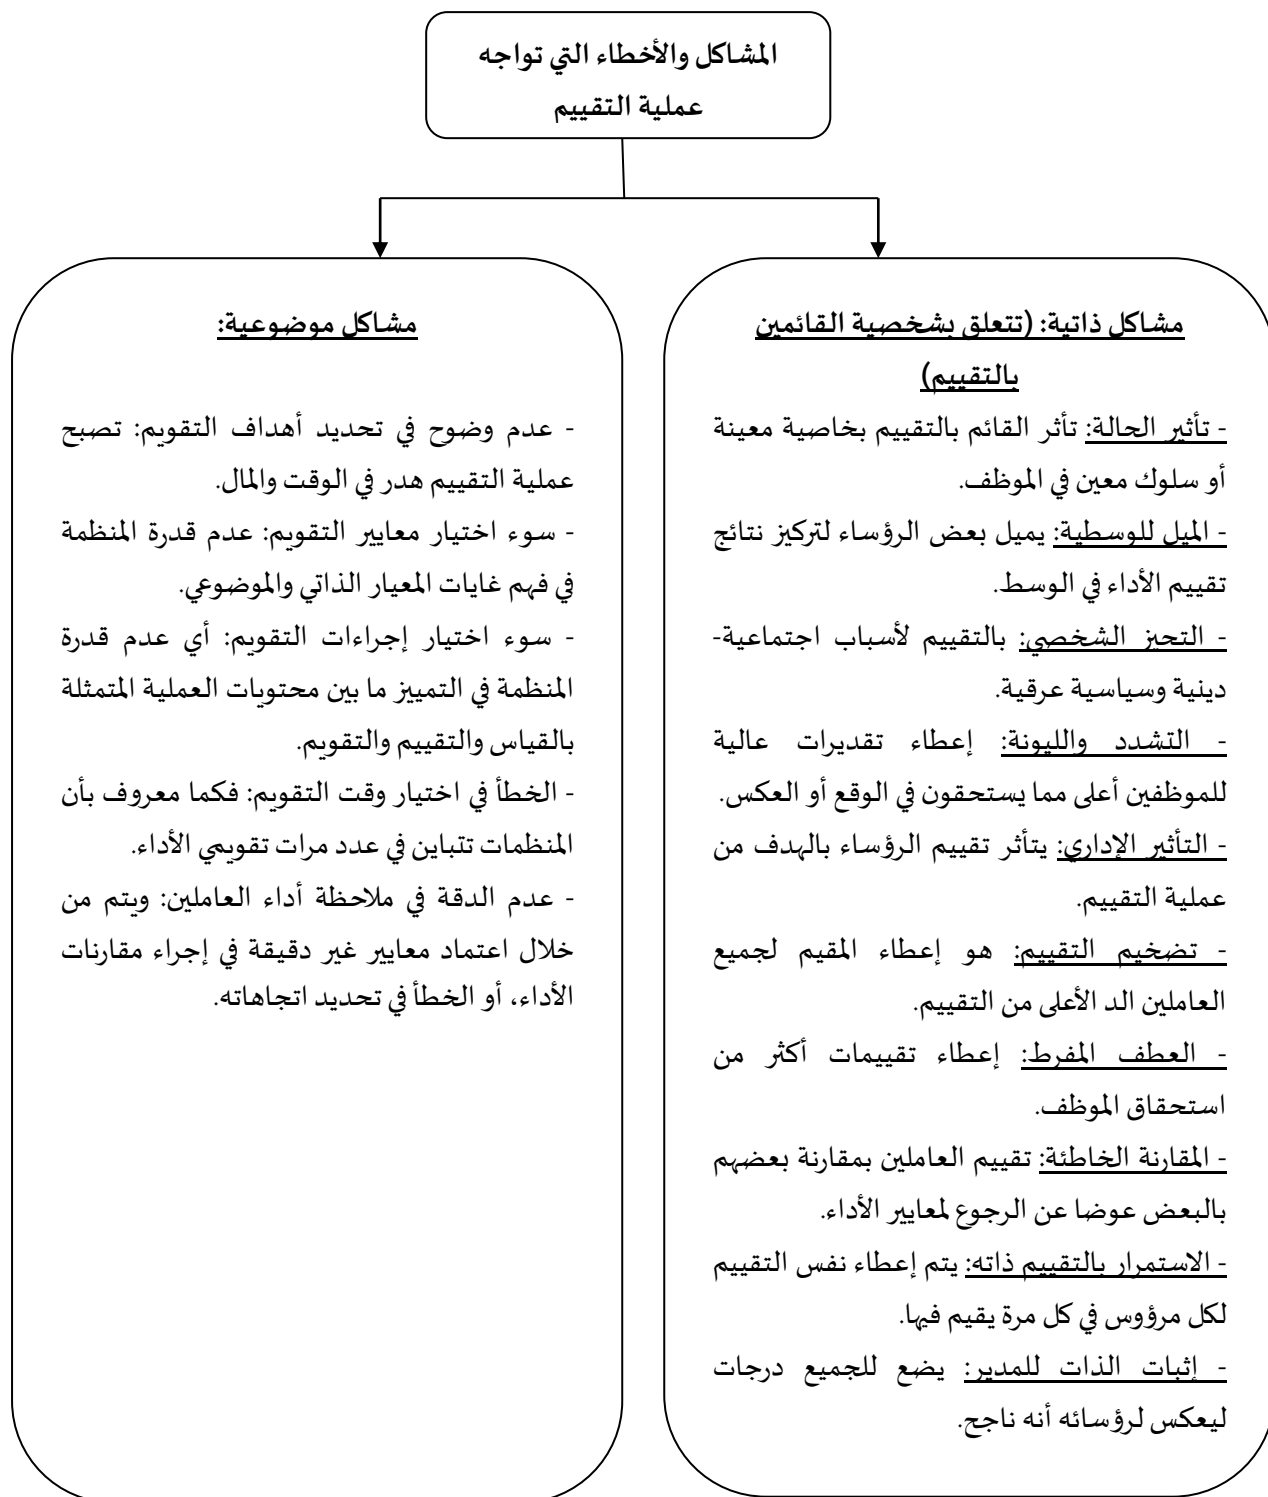 المشاكل والأخطاء التي تواجه
عملية التقييم
مشاكل ذاتية: (تتعلق بشخصية القائمين
بالتقييم)
- تأثير الحالة: تأثر القائم بالتقييم بخاصية معينة
أو سلوك معين في الموظف.
- الميل للوسطية: يميل بعض الرؤساء لتركيز نتائج
تقييم الأداء في الوسط.
- التحيز الشخصي: بالتقييم لأسباب اجتماعية-
دينية وسياسية عرقية.
- التشدد والليونة: إعطاء تقديرات عالية
للموظفين أعلى مما يستحقون في الوقع أو العكس.
- التأثير الإداري: يتأثر تقييم الرؤساء بالهدف من
عملية التقييم.
- تضخيم التقييم: هو إعطاء المقيم لجميع
العاملين الد الأعلى من التقييم.
- العطف المفرط: إعطاء تقييمات أكثر من
استحقاق الموظف.
- المقارنة الخاطئة: تقييم العاملين بمقارنة بعضهم
بالبعض عوضا عن الرجوع لمعايير الأداء.
- الاستمرار بالتقييم ذاته: يتم إعطاء نفس التقييم
لكل مرؤوس في كل مرة يقيم فيها.
- إثبات الذات للمدير: يضع للجميع درجات
ليعكس لرؤسائه أنه ناجح.
مشاكل موضوعية:
- عدم وضوح في تحديد أهداف التقويم: تصبح
عملية التقييم هدر في الوقت والمال.
- سوء اختيار معايير التقويم: عدم قدرة المنظمة
في فهم غايات المعيار الذاتي والموضوعي.
- سوء اختيار إجراءات التقويم: أي عدم قدرة
المنظمة في التمييز ما بين محتويات العملية المتمثلة
بالقياس والتقييم والتقويم.
- الخطأ في اختيار وقت التقويم: فكما معروف بأن
المنظمات تتباين في عدد مرات تقويمي الأداء.
- عدم الدقة في ملاحظة أداء العاملين: ويتم من
خلال اعتماد معايير غير دقيقة في إجراء مقارنات
الأداء، أو الخطأ في تحديد اتجاهاته.